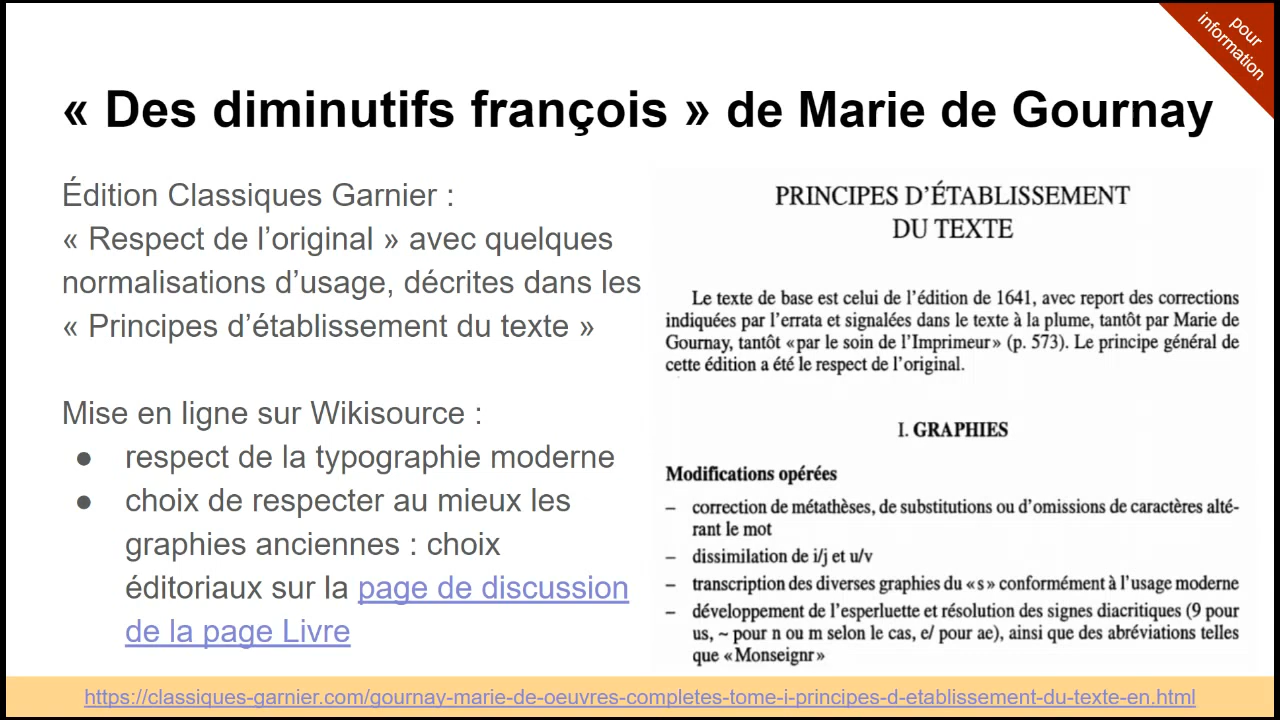 pour
information
« Des diminutifs françois » de Marie de Gournay
Édition Classiques Garnier :
« Respect de l’original » avec quelques
normalisations d’usage, décrites dans les
« Principes d’établissement du texte »
Mise en ligne sur Wikisource :
● respect de la typographie moderne
● choix de respecter au mieux les
graphies anciennes : choix
éditoriaux sur la page de discussion
de la page Livre
PRINCIPES D’ÉTABLISSEMENT
DU TEXTE
Le texte de base est celui de l’édition de 1641, avec report des corrections
indiquées par l’errata et signalées dans le texte à la plume, tantôt par Marie de
Gournay, tantôt «par le soin de l’Imprimeur» (p. 573). Le principe général de
cette édition a été le respect de l’original.
I. GRAPHIES
Modifications opérées
– correction de métathèses, de substitutions ou d’omissions de caractères alté-
rant le mot
– dissimilation de i/j et u/v
– transcription des diverses graphies du «s» conformément à l’usage moderne
– développement de l’esperluette et résolution des signes diacritiques (9 pour
us, ~ pour n ou m selon le cas, e/ pour ae), ainsi que des abréviations telles
que «Monseignr»
https://classiques-garnier.com/gournay-marie-de-oeuvres-completes-tome-i-principes-d-etablissement-du-texte-en.html